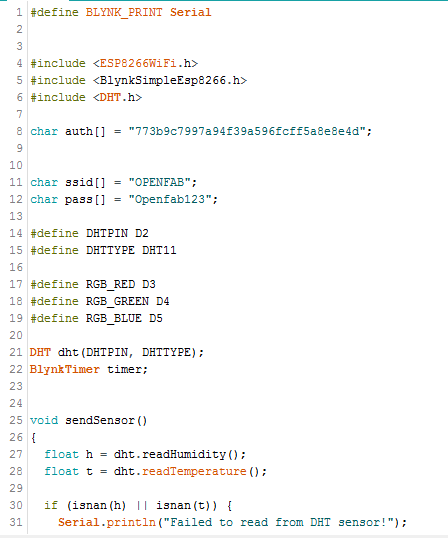 1 #define BLYNK_PRINT Serial
2
3
4 #include <ESP8266WiFi.h>
5 #include <BlynkSimpleEsp8266.h>
6 #include <DHT.h>
7
8 char auth[] = "773b9c7997a94f39a596fcff5a8e8e4d";
9
10
11 char ssid[] = "OPENFAB";
12 char pass[] = "Openfab123";
13
14 #define DHTPIN D2
15 #define DHTTYPE DHT11
16
17 #define RGB_RED D3
18 #define RGB_GREEN D4
19 #define RGB_BLUE D5
20
21 DHT dht(DHTPIN, DHTTYPE);
22 BlynkTimer timer;
23
24
25 void sendSensor()
26 {
27   float h = dht.readHumidity();
28   float t = dht.readTemperature();
29
30   if (isnan(h) || isnan(t)) {
31     Serial.println("Failed to read from DHT sensor!");